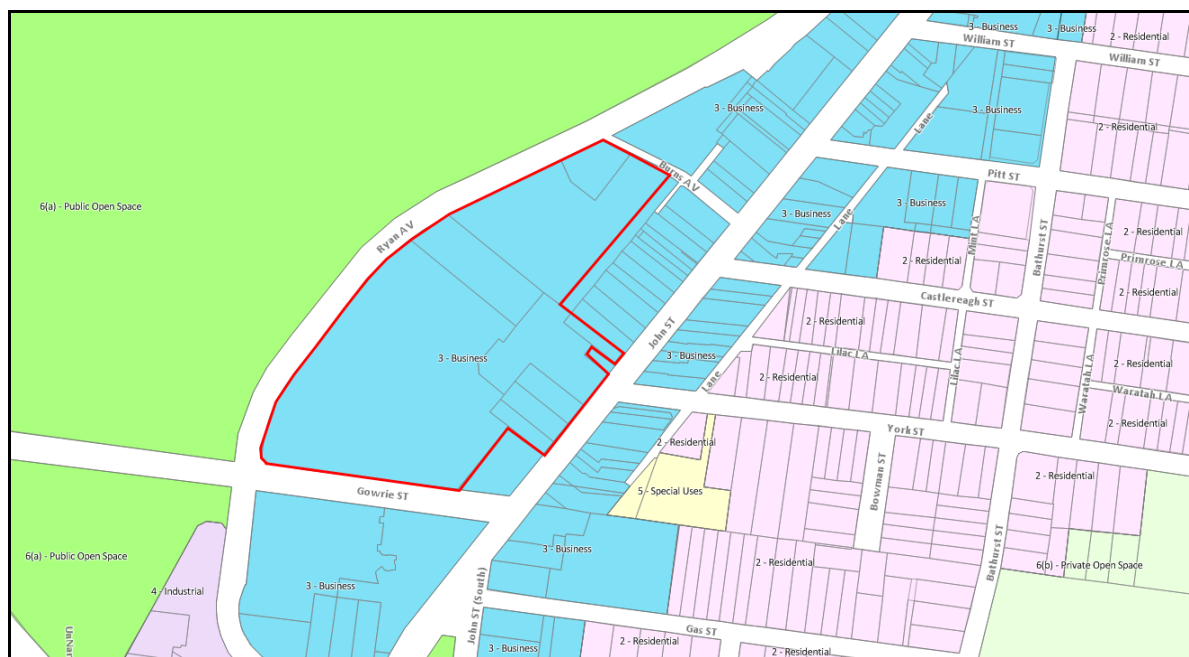 3 - Business
3 - Business
2 - Residential
William ST
William ST
3 - Business
3 - Business
Lane
2 - Residential
Burns AV
Pitt ST
6(a) - Public Open Space
Ryan AV
3 - Business
3 - Business
Lane
Mint LA
Bathurst ST
Primrose LA
2 - Residential
2 - Residential
Primrose LA
2 - Residential
Castlereagh ST
2 - Residential
John ST
3 - Business
3 - Business
Lilac LA
Lilac LA
2 - Residential
Lane
Waratah LA
2 - Residential
Waratah LA
2 - Residential
York ST
2 - Residential
Bowman ST
2 - Residential
5 - Special Uses
Gowrie ST
6(a) - Public Open Space
3 - Business
2 - Residential
Bathurst ST
6(b) - Private Open Space
4 - Industrial
3 - Business
John ST (South)
Gas ST
UnNar
3 - Business
2 - Residential
2 - Residential